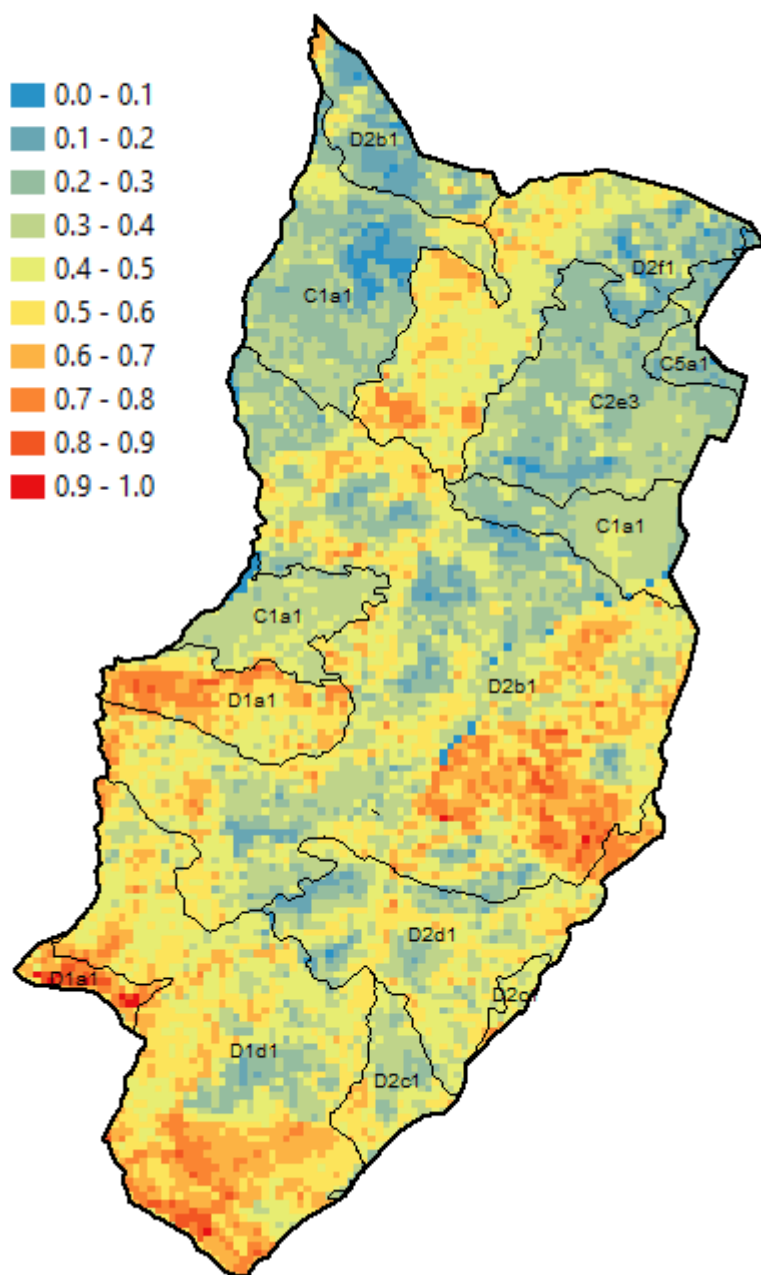 0.0 - 0.1
0.1 - 0.2
0.2 - 0.3
0.3 - 0.4
0.4 - 0.5
0.5 - 0.6
0.6 - 0.7
0.7 - 0.8
0.8 - 0.9
0.9 - 1.0
D2b1
D2f1
C1a1
C5a1
C2e3
C1a1
C1a1
D2b1
D1a1
D2d1
D1a1
D2c1
D1d1
D2c1